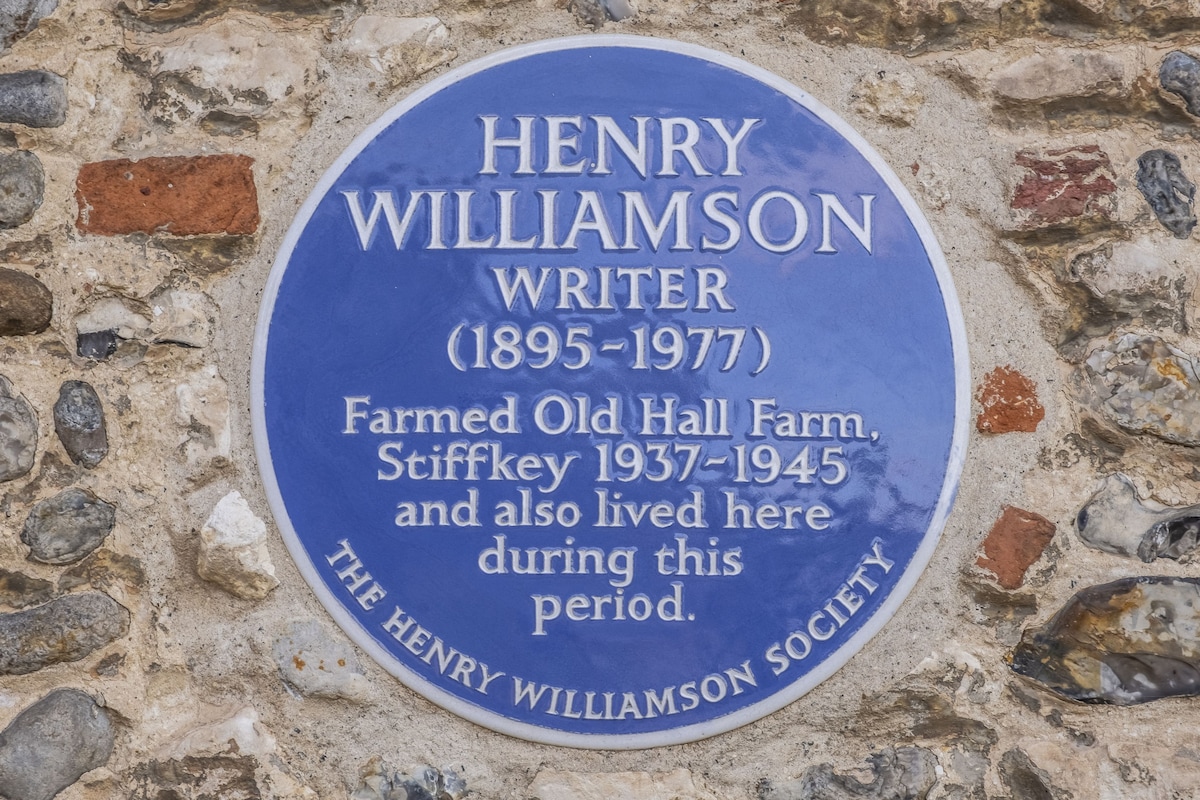 HENRY
WILLIAMSON
WRITER
(1895-1977)
Farmed Old Hall Farm,
Stiffkey 1937-1945
and also lived here
during this
period.
THE HENRY WILLIAMSON SOCIETY